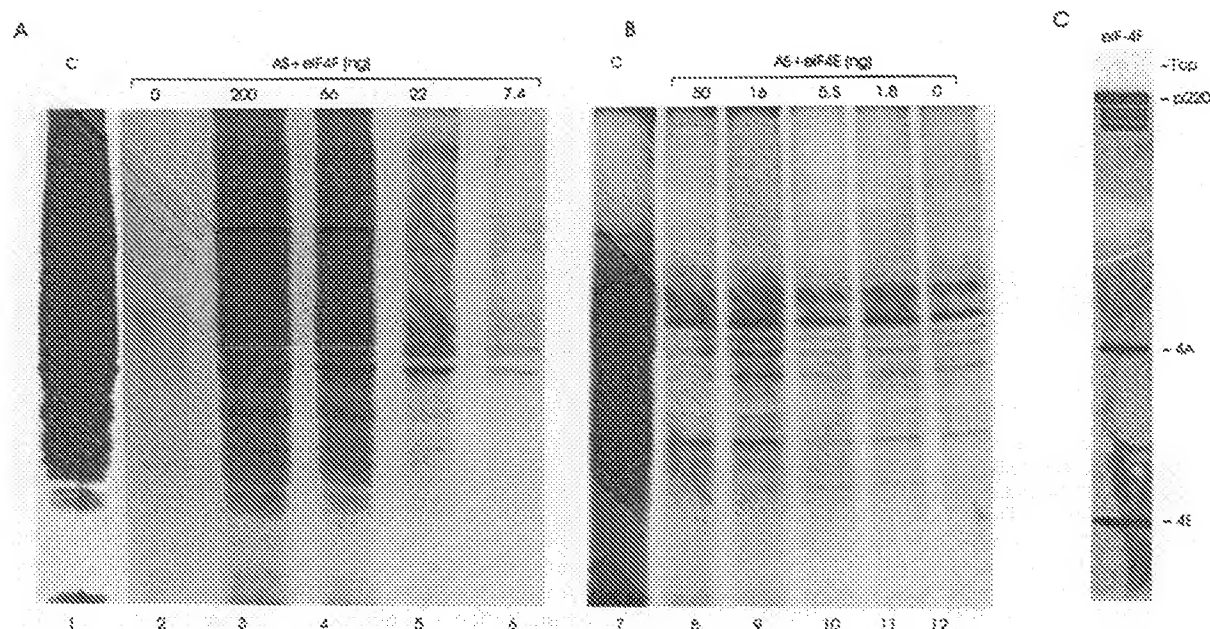 A
C
AS+eIF4F (ng)
0 200 66 22 7.4
1 2 3 4 5 6
B
C
AS+eIF4E (ng)
50 16 5.5 1.8 0
7 8 9 10 11 12
C
eIF-4F
-Top
-p220
-4A
-4E